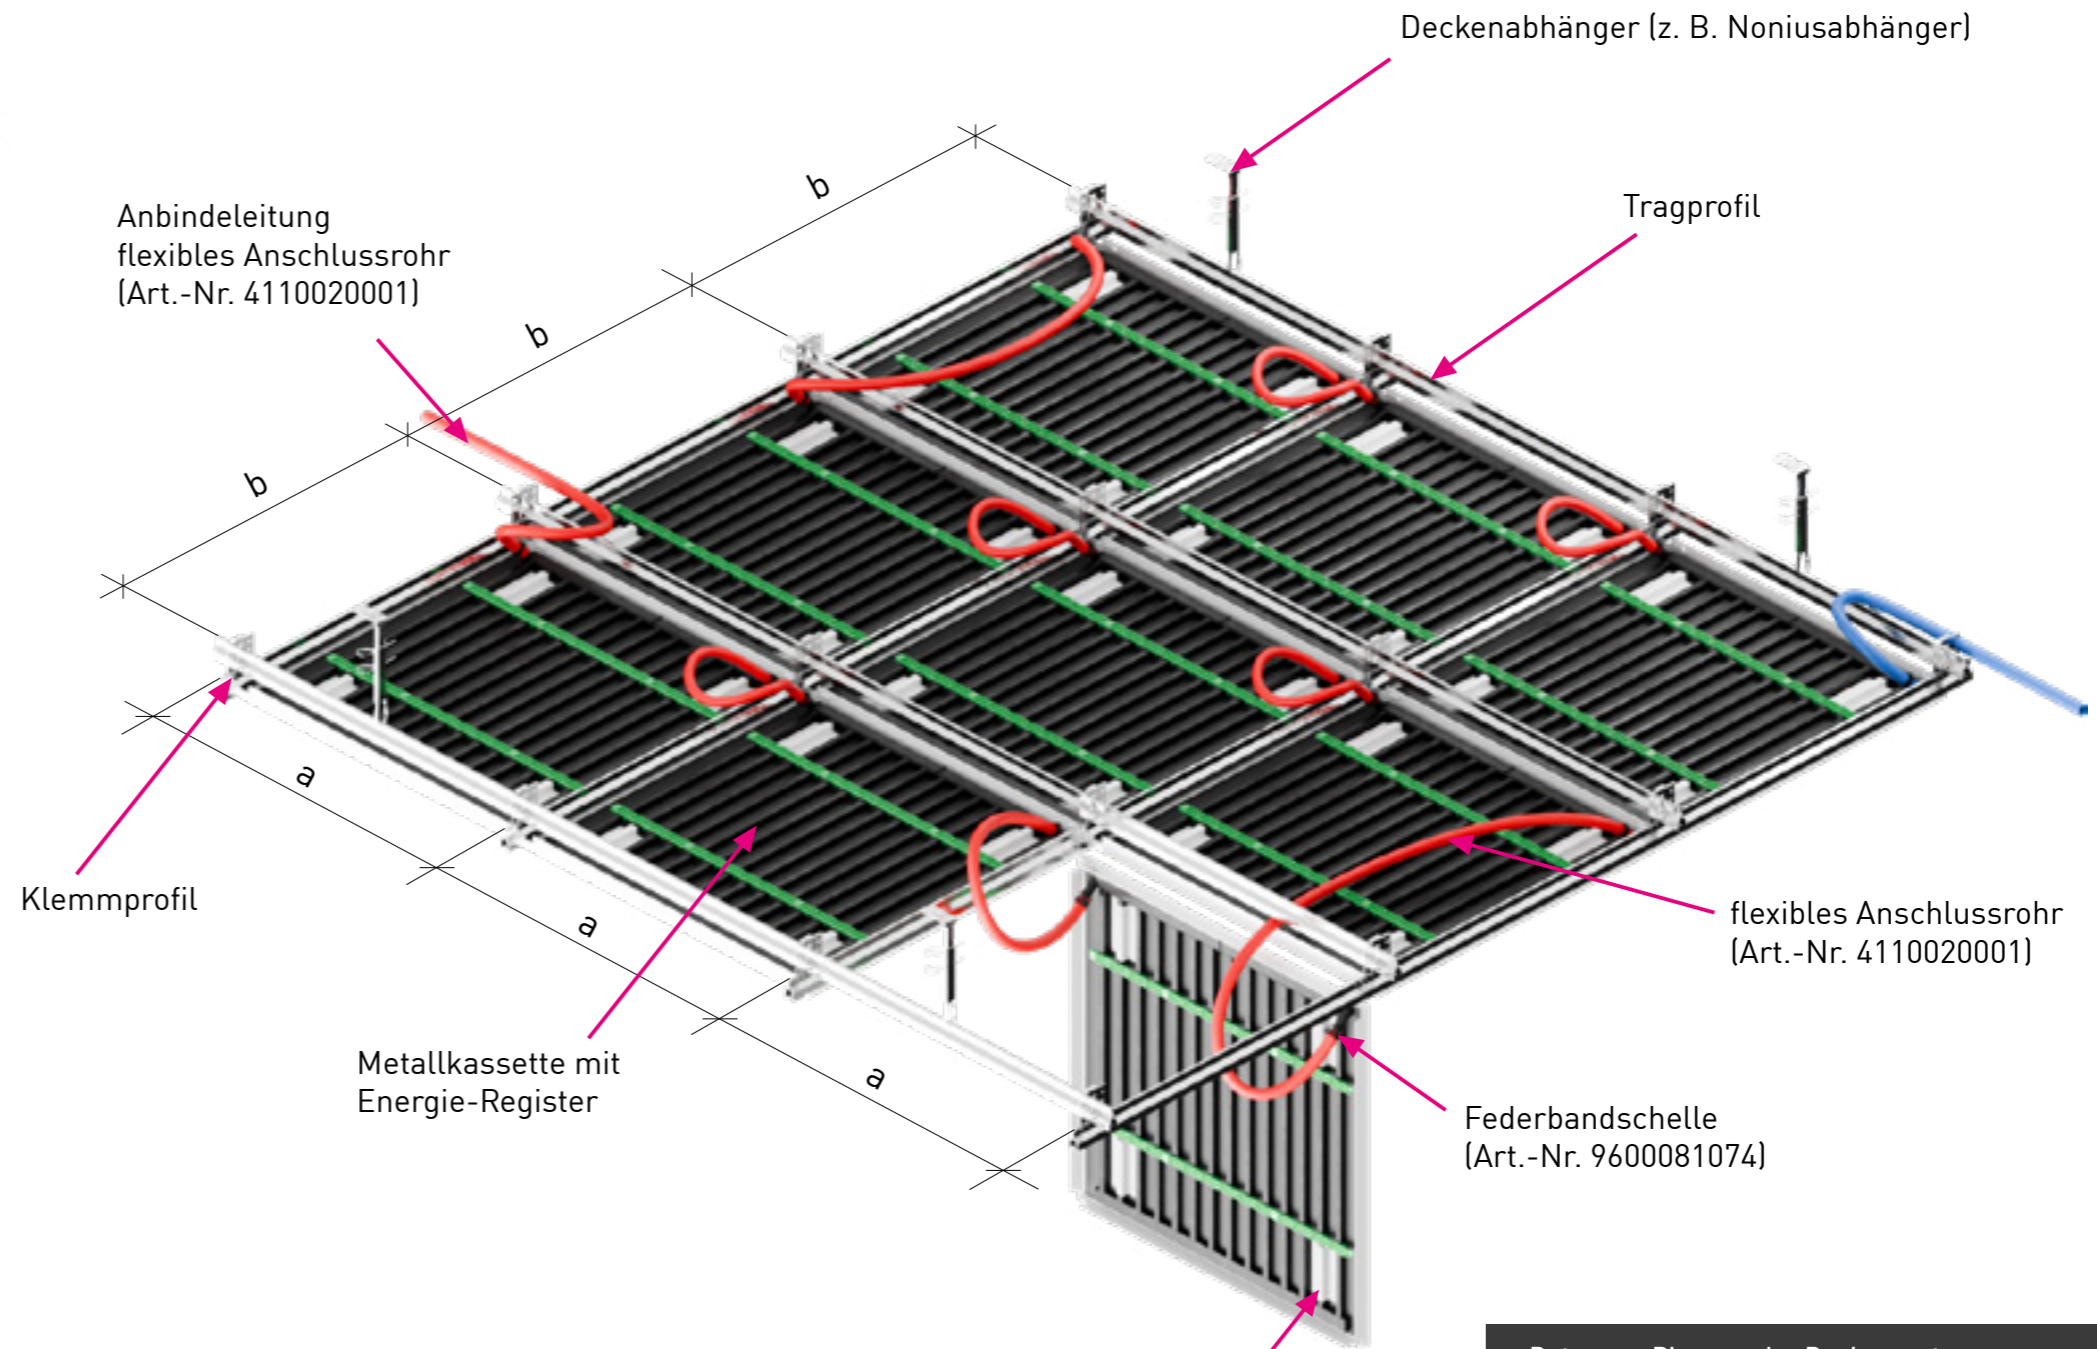 Deckenabhänger (z. B. Noniusabhänger)
Tragprofil
Anbindeleitung
flexibles Anschlussrohr
(Art.-Nr. 4110020001)
b
b
b
a
a
a
Klemmprofil
Metallkassette mit
Energie-Register
flexibles Anschlussrohr
(Art.-Nr. 4110020001)
Federbandschelle
(Art.-Nr. 9600081074)